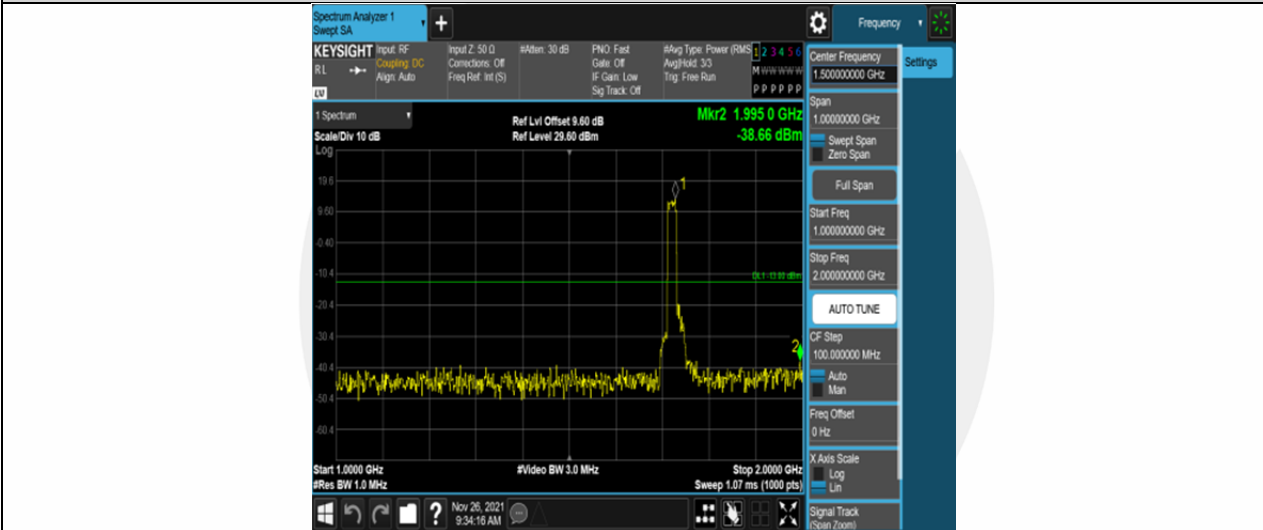 Spectrum Analyzer 1
Swept SA
+
Frequency
KEYSIGHT
RL
LV
Input: RF
Coupling: DC
Align: Auto
Input Z: 50 Ω
Corrections: Off
Freq Ref: Int (S)
#Atten: 30 dB
PNO: Fast
Gate: Off
IF Gain: Low
Sig Track: Off
#Avg Type: Power (RMS
Avg|Hold: 3/3
Trig: Free Run
1 2 3 4 5 6
M W W W W W
P P P P P P
1 Spectrum
Scale/Div 10 dB
Log
Ref Lvl Offset 9.60 dB
Ref Level 29.60 dBm
Mkr2 1.995 0 GHz
-38.66 dBm
19.6
9.60
-0.40
-10.4
-20.4
-30.4
-40.4
-50.4
-60.4
1
DL1 -13.00 dBm
2
Start 1.0000 GHz
#Res BW 1.0 MHz
#Video BW 3.0 MHz
Stop 2.0000 GHz
Sweep 1.07 ms (1000 pts)
Center Frequency
1.500000000 GHz
Settings
Span
1.00000000 GHz
Swept Span
Zero Span
Full Span
Start Freq
1.000000000 GHz
Stop Freq
2.000000000 GHz
AUTO TUNE
CF Step
100.000000 MHz
Auto
Man
Freq Offset
0 Hz
X Axis Scale
Log
Lin
Signal Track
(Span Zoom)
?
Nov 26, 2021
9:34:16 AM